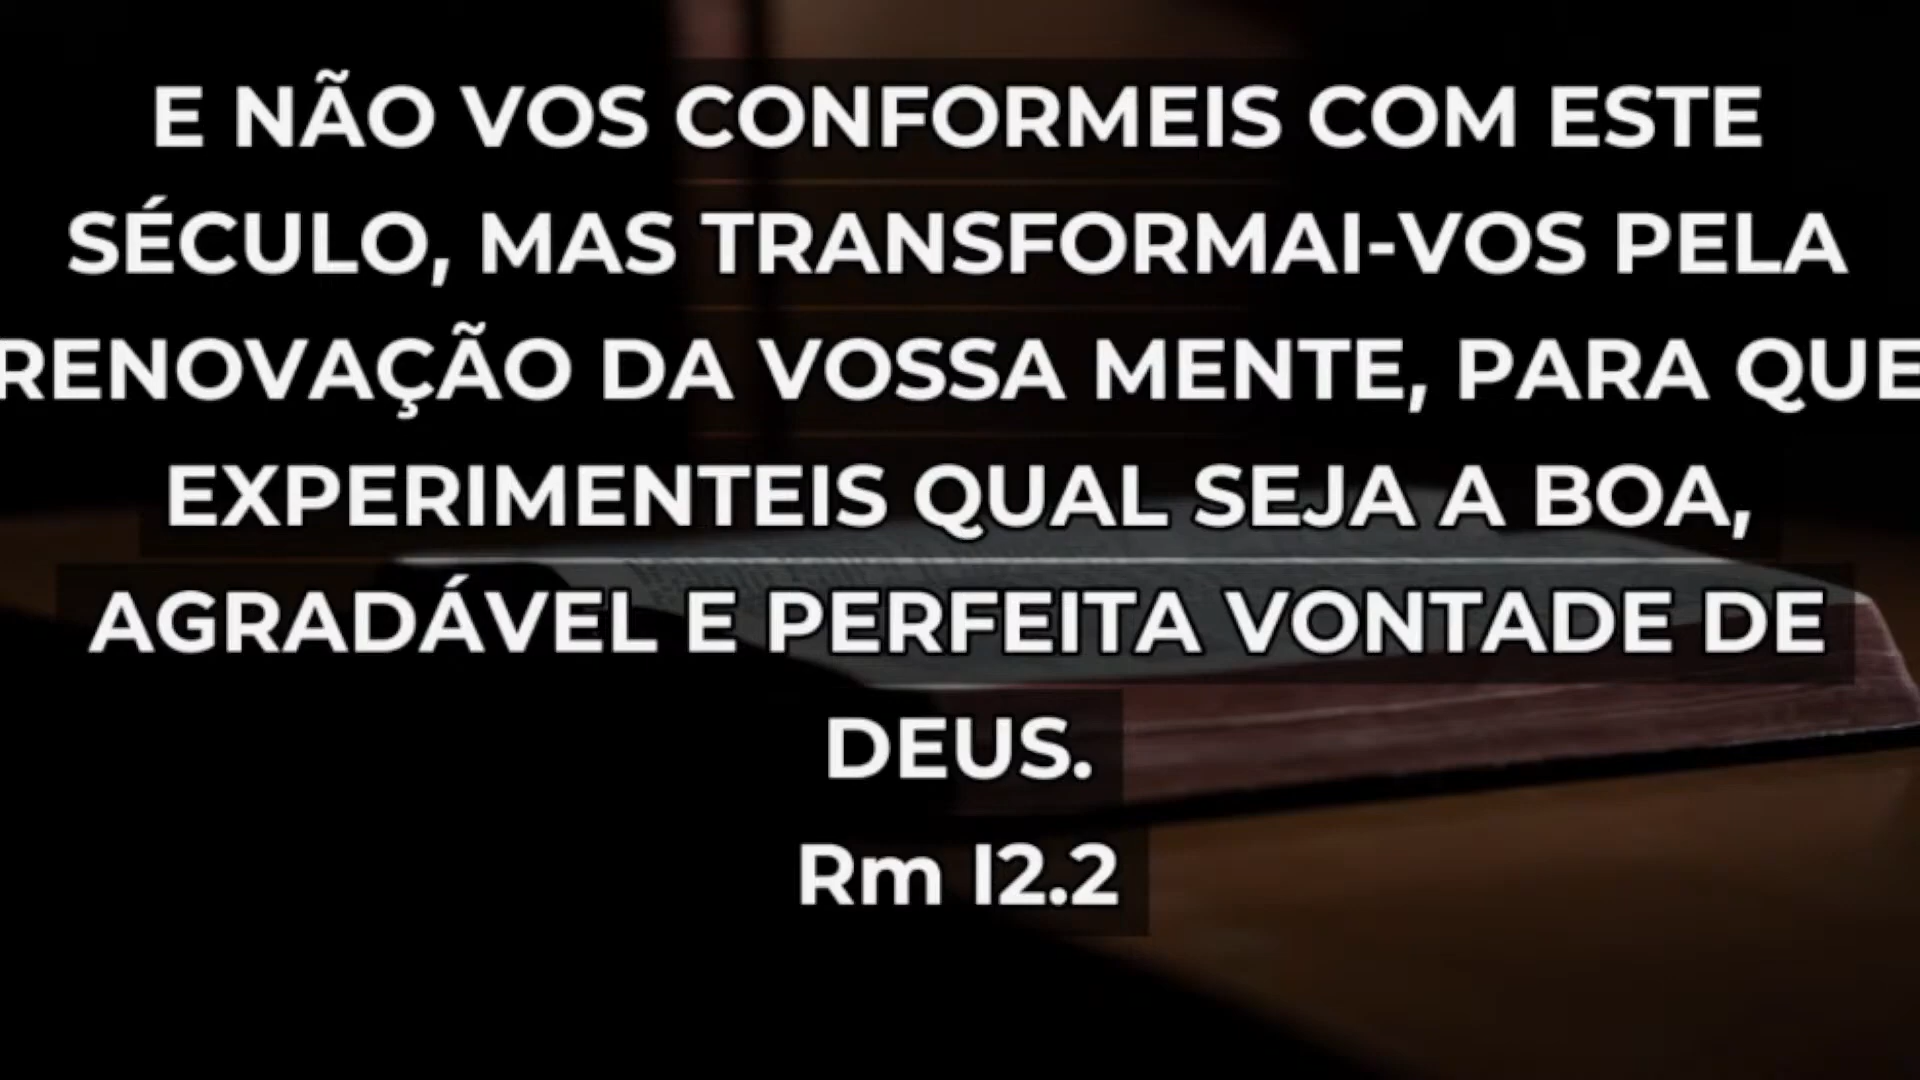 E NÃO VOS CONFORMEIS COM ESTE
SÉCULO, MAS TRANSFORMAI-VOS PELA
RENOVAÇÃO DA VOSSA MENTE, PARA QUE
EXPERIMENTEIS QUAL SEJA A BOA,
AGRADÁVEL E PERFEITA VONTADE DE
DEUS.
Rm I2.2